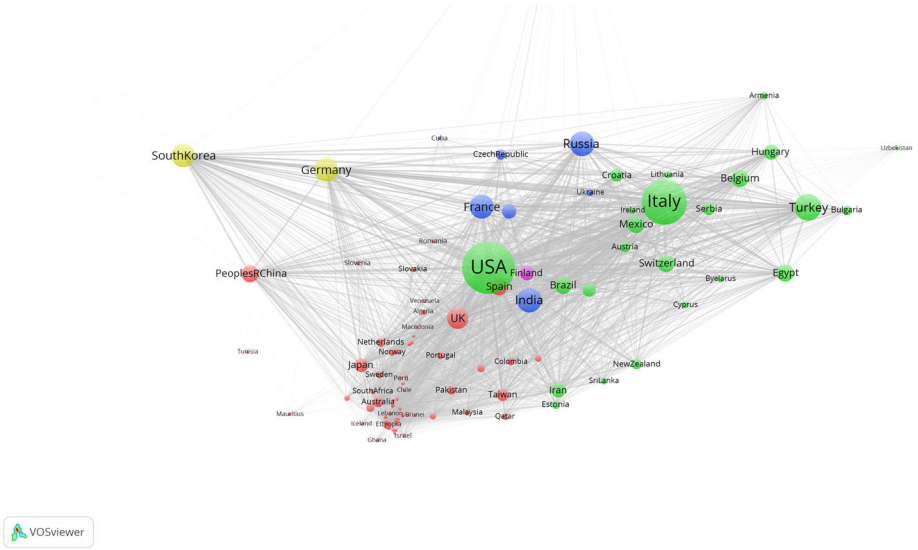 Armenia
Cuba
Uzbekistan
SouthKorea
CzechRepublic
Russia
Hungary
Germany
Croatia
Lithuania
Belgium
Ukraine
France
Ireland
Italy
Serbia
Turkey
Bulgaria
Mexico
Romania
Austria
Slovenia
Slovakia
USA
Finland
Switzerland
PeoplesRChina
Egypt
Byelarus
Spain
Brazil
Venezuela
India
Cyprus
Algeria
UK
Macedonia
Netherlands
Norway
Tunisia
Portugal
Colombia
Japan
NewZealand
Sweden
Peru
SriLanka
SouthAfrica
Chile
Pakistan
Taiwan
Iran
Australia
Estonia
Mauritius
Lebanon
Brunei
Malaysia
Qatar
Iceland
Ethiopia
Israel
Ghana
VOSviewer